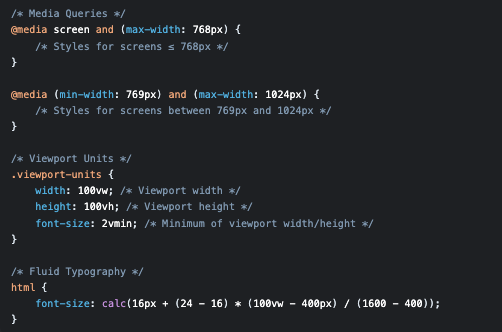 /* Media Queries */
@media screen and (max-width: 768px) {
/* Styles for screens ≤ 768px */
}
@media (min-width: 769px) and (max-width: 1024px) {
/* Styles for screens between 769px and 1024px */
}
/* Viewport Units */
.viewport-units {
width: 100vw; /* Viewport width */
height: 100vh; /* Viewport height */
font-size: 2vmin; /* Minimum of viewport width/height */
}
/* Fluid Typography */
html {
font-size: calc(16px + (24 - 16) * (100vw - 400px) / (1600 - 400));
}